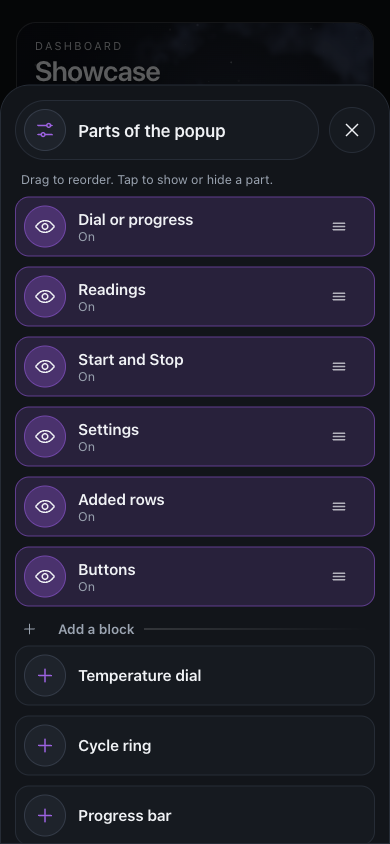 DASHBOARD
Showcase
Parts of the popup
Drag to reorder. Tap to show or hide a part.
Dial or progress
On
Readings
On
Start and Stop
On
Settings
On
Added rows
On
Buttons
On
Add a block
Temperature dial
Cycle ring
Progress bar